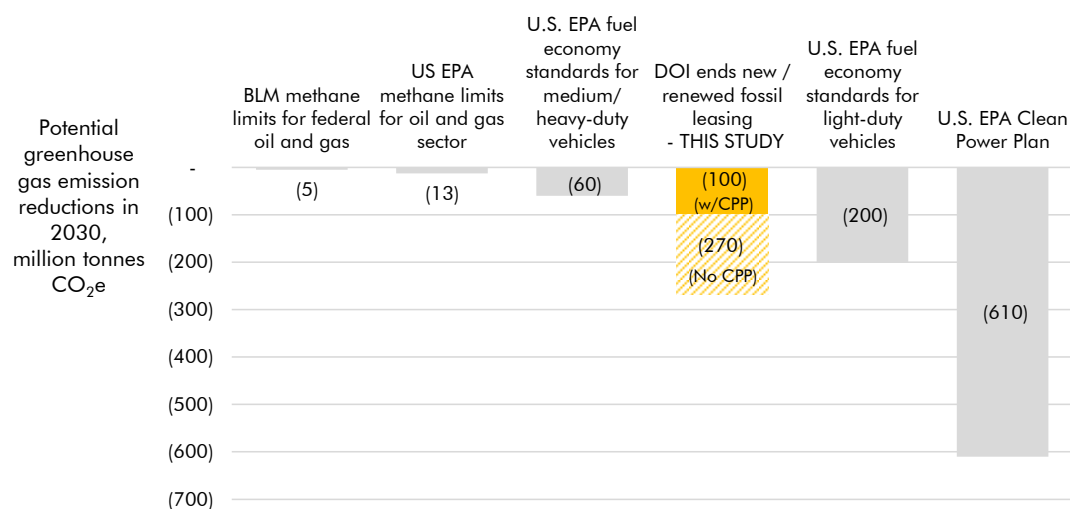 Potential
greenhouse
gas emission
reductions in
2030,
million tonnes
CO₂e
BLM methane
limits for federal
oil and gas
US EPA
methane limits
for oil and gas
sector
U.S. EPA fuel
economy
standards for
medium/
heavy-duty
vehicles
DOI ends new /
renewed fossil
leasing
- THIS STUDY
U.S. EPA fuel
economy
standards for
light-duty
vehicles
U.S. EPA Clean
Power Plan
-
(100)
(200)
(300)
(400)
(500)
(600)
(700)
(5)
(13)
(60)
(100)
(w/CPP)
(270)
(No CPP)
(200)
(610)